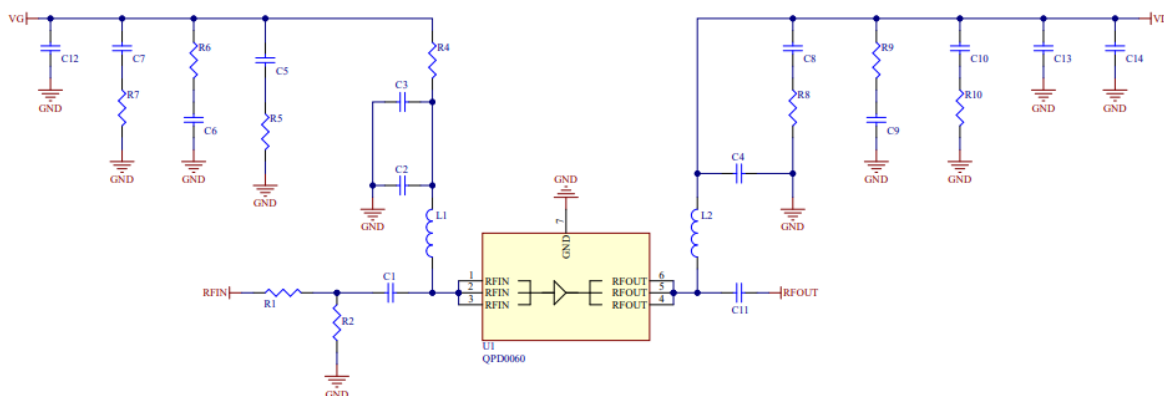 VG
C12
GND
C7
R7
GND
R6
C6
GND
C5
R5
GND
R4
C3
C2
GND
L1
RFIN
R1
R2
GND
C1
GND
7
GND
1 RFIN
2 RFIN
3 RFIN
RFOUT 6
RFOUT 5
RFOUT 4
U1
QPD0060
L2
C4
C11
RFOUT
C8
R8
GND
R9
C9
GND
C10
R10
GND
C13
GND
C14
GND